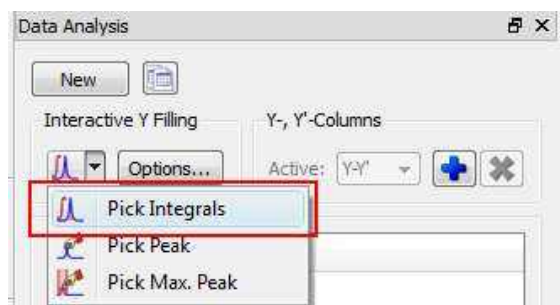 Data Analysis
New
Interactive Y Filling
Y-, Y'-Columns
Options...
Active: Y-Y'
Pick Integrals
Pick Peak
Pick Max. Peak